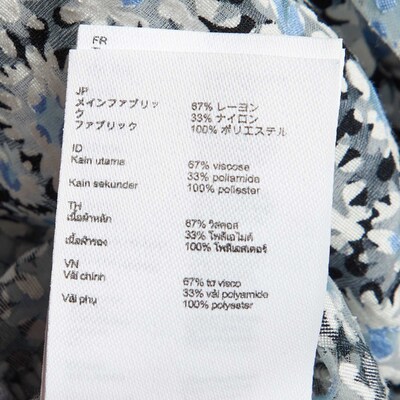 FR
JP
メインファブリッ 67% レーヨン
ク 33% ナイロン
ファブリック 100% ポリエステル
ID
Kain utama 67% viscose
33% poliamide
Kain sekunder 100% poliester
TH
เนื้อผ้าหลัก 67% วิสคอส
33% โพลีเอไมด์
เนื้อผ้ารอง 100% โพลีเอสเตอร์
VN
Vải chính 67% tơ visco
33% vải polyamide
Vải phụ 100% polyseter